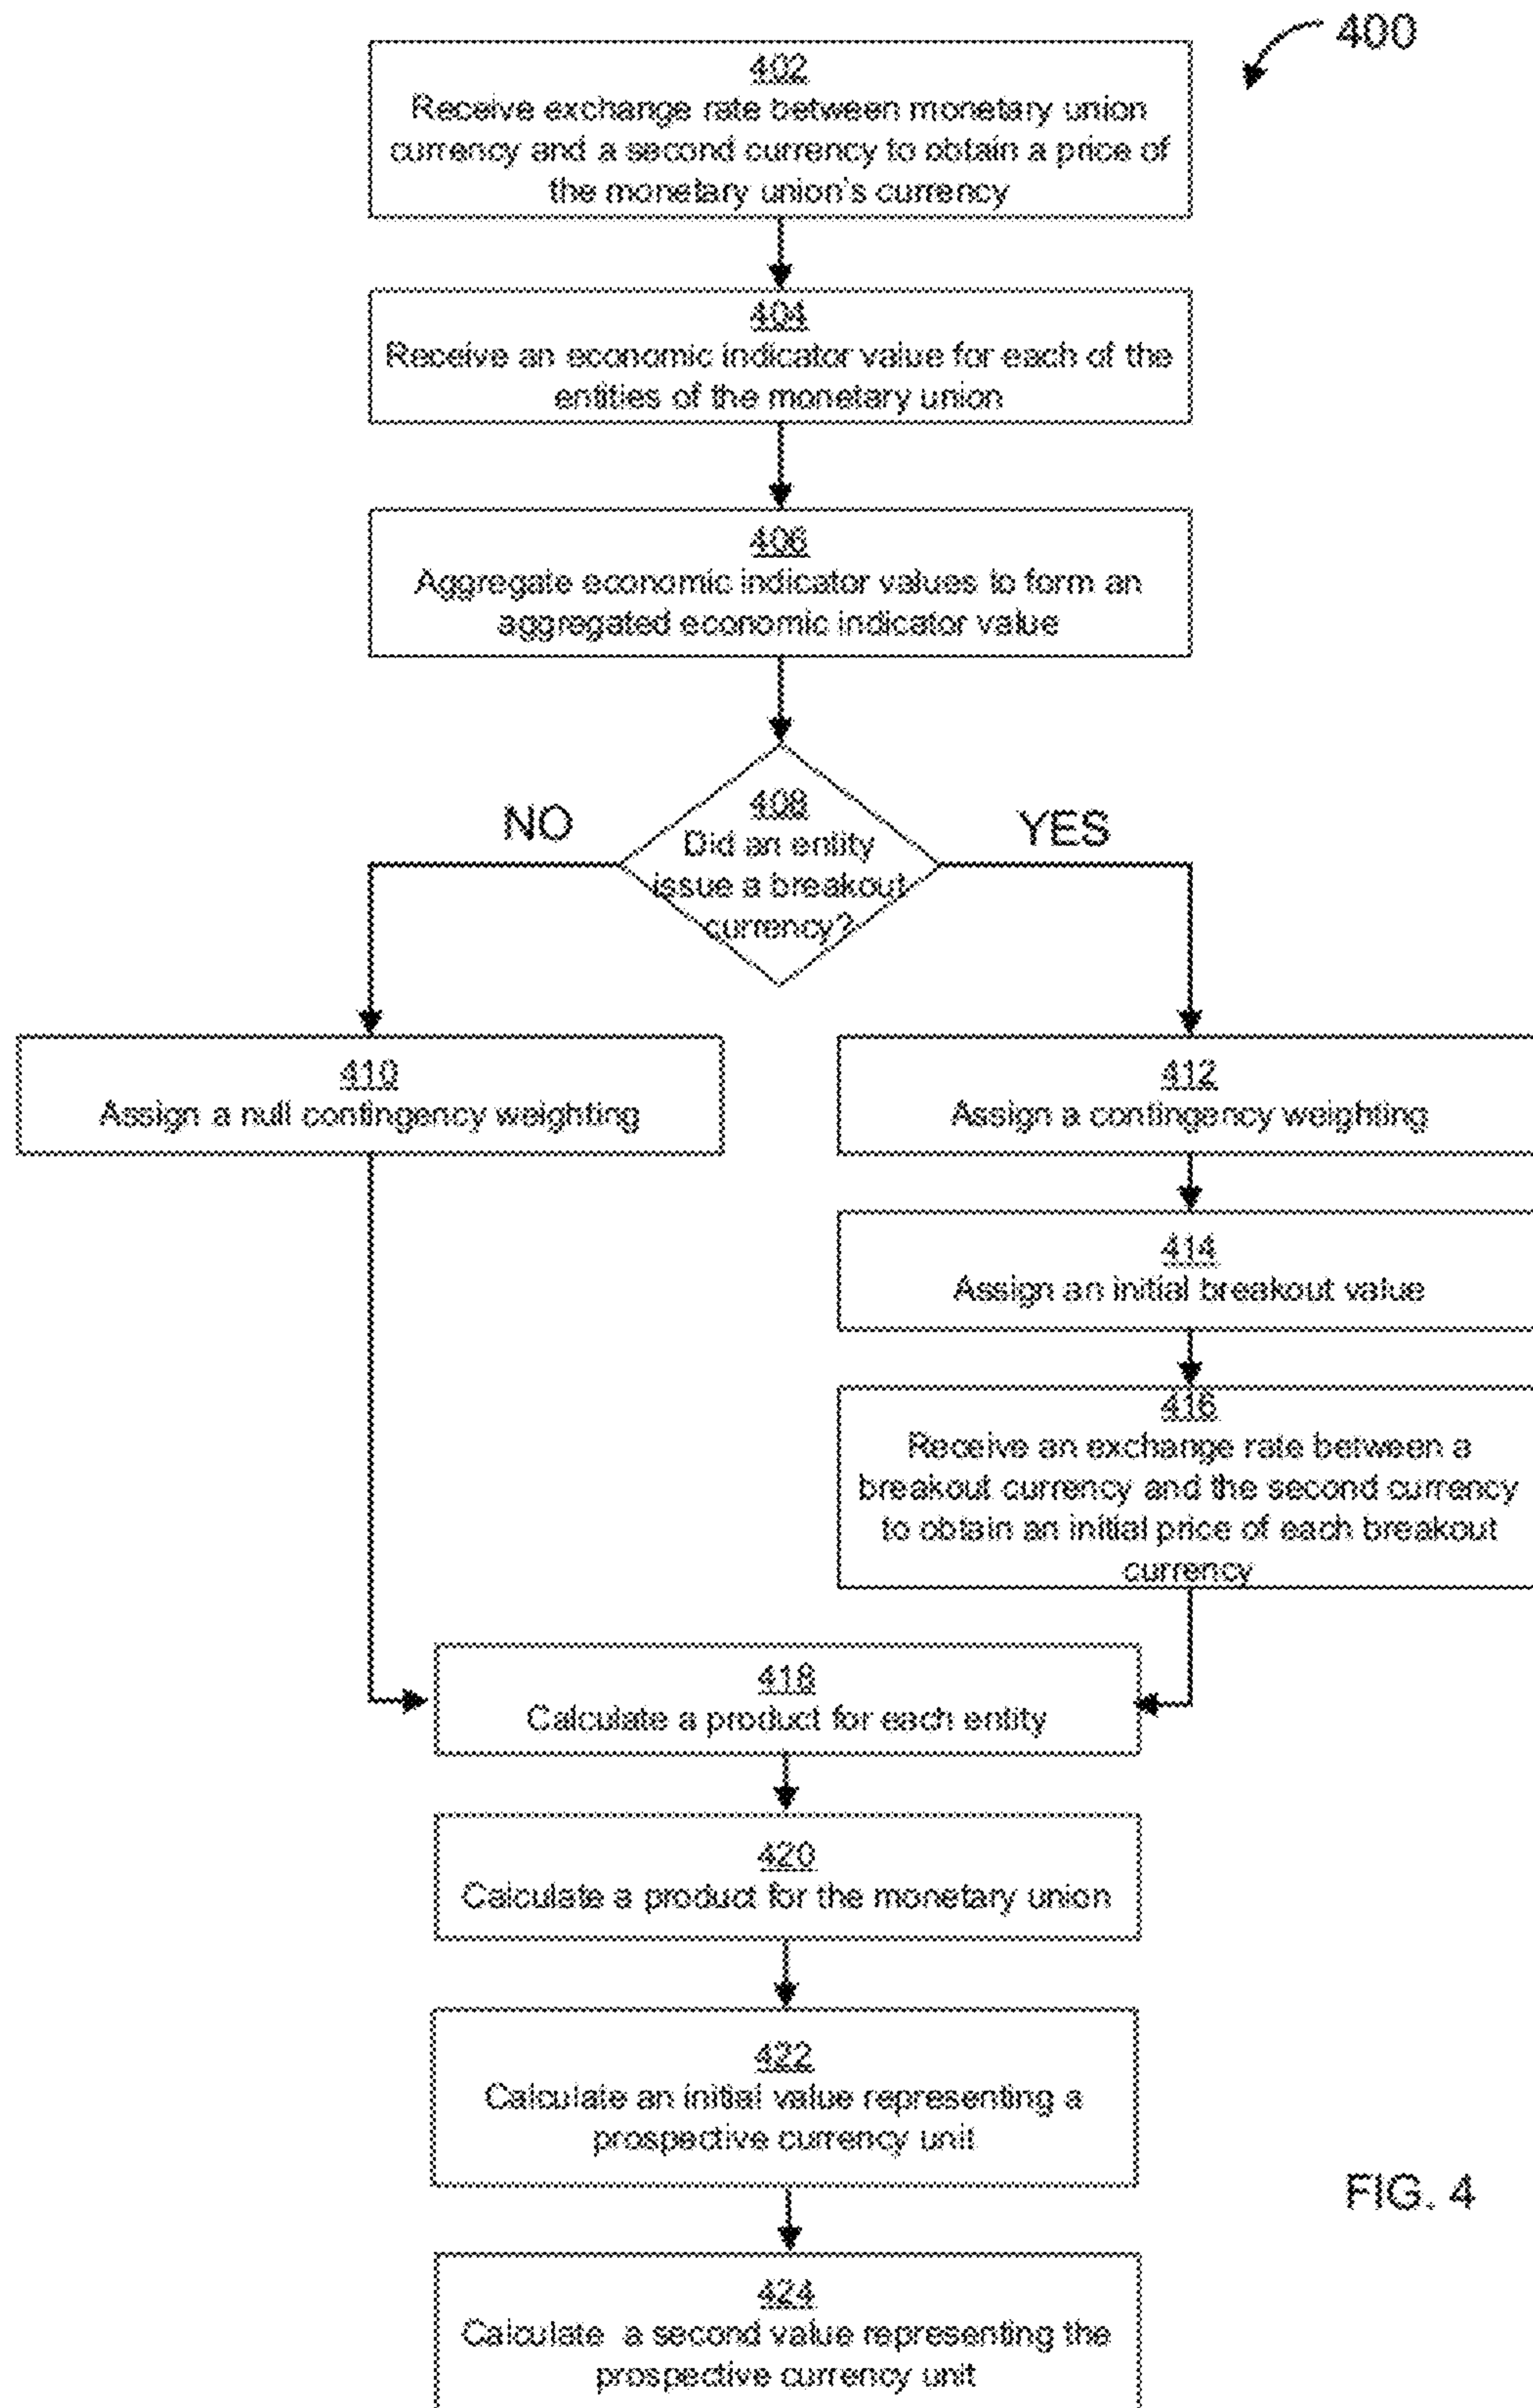 400
402
Receive exchange rate between monetary union
currency and a second currency to obtain a price of
the monetary union's currency
404
Receive an economic indicator value for each of the
entities of the monetary union
406
Aggregate economic indicator values to form an
aggregated economic indicator value
408
Did an entity
issue a breakout
currency?
NO
YES
410
Assign a null contingency weighting
412
Assign a contingency weighting
414
Assign an initial breakout value
416
Receive an exchange rate between a
breakout currency and the second currency
to obtain an initial price of each breakout
currency
418
Calculate a product for each entity
420
Calculate a product for the monetary union
422
Calculate an initial value representing a
prospective currency unit
424
Calculate a second value representing the
prospective currency unit
FIG. 4